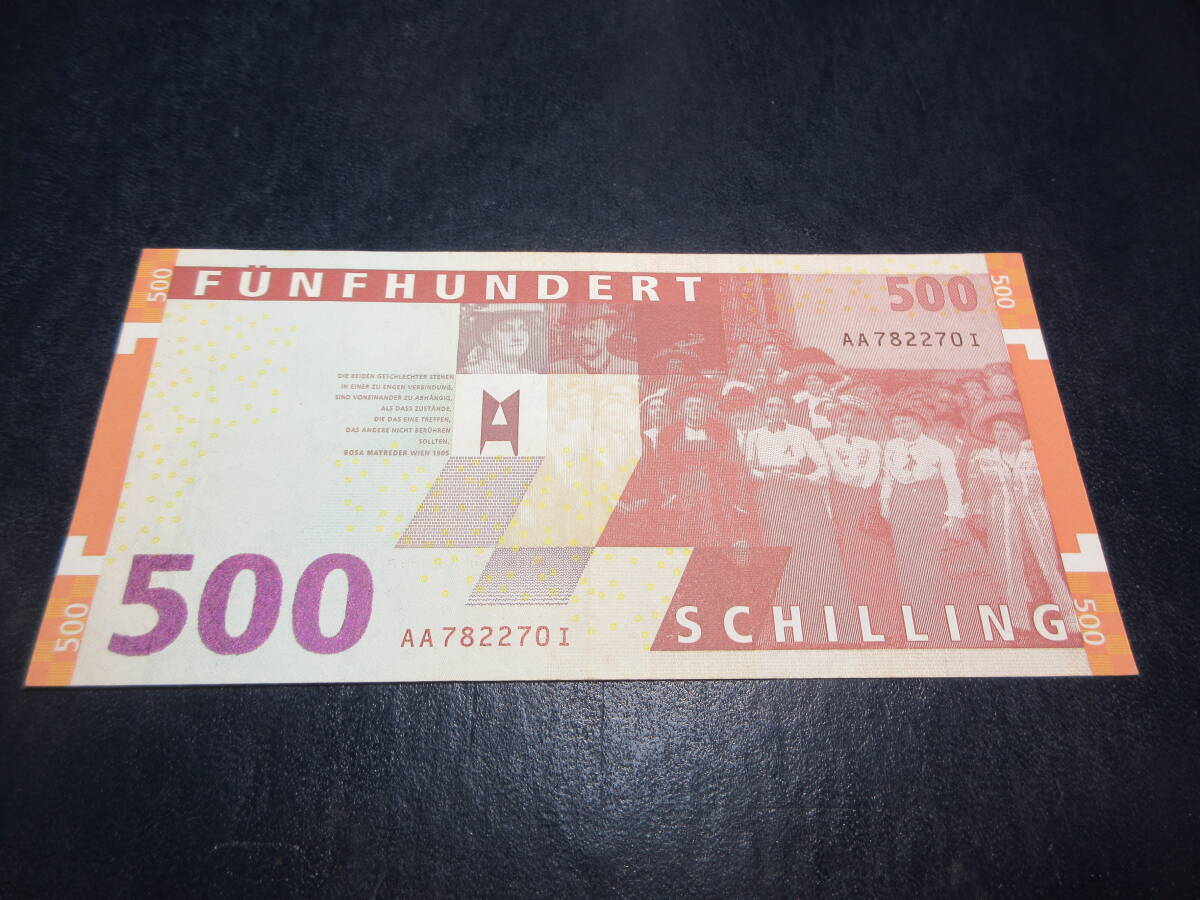 500
FÜNFHUNDERT
500
500
AA782270I
DIE BEIDEN GESCHLECHTER STEHEN
IN EINER ZU ENGEN VERBINDUNG,
SIND VONEINANDER ZU ABHÄNGIG,
ALS DASS ZUSTÄNDE,
DIE DAS EINE TREFFEN,
DAS ANDERE NICHT BERÜHREN
SOLLTEN.
ROSA MAYREDER WIEN 1905
500
500
AA782270I
SCHILLING
500